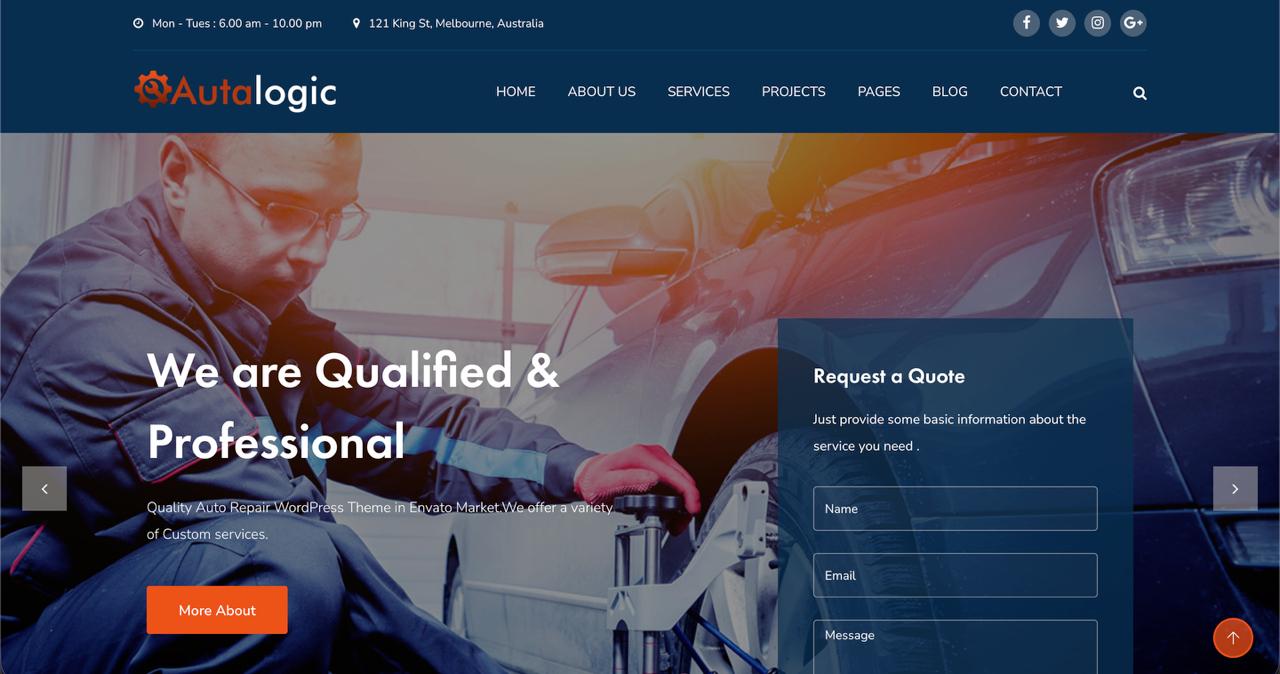 Mon - Tues : 6.00 am - 10.00 pm
121 King St, Melbourne, Australia
G+
Autalogic
HOME
ABOUT US
SERVICES
PROJECTS
PAGES
BLOG
CONTACT
We are Qualified &
Professional
Quality Auto Repair WordPress Theme in Envato Market.We offer a variety
of Custom services.
More About
Request a Quote
Just provide some basic information about the
service you need .
Name
Email
Message